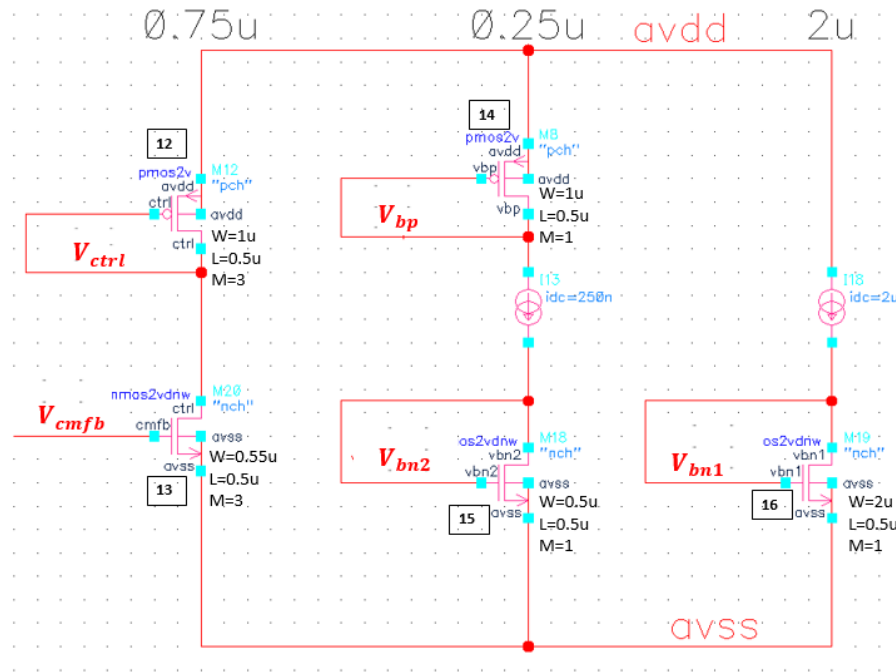 0.75u
0.25u
avdd
2u
12
pmos2v
avdd
M12
"pch"
ctrl
avdd
ctrl
W=1u
L=0.5u
M=3
V_ctrl
14
pmos2v
avdd
M8
"pch"
vbp
avdd
vbp
W=1u
L=0.5u
M=1
V_bp
I13
idc=250n
I18
idc=2u
nmos2vdnw
ctrl
M20
"nch"
V_cmfb
cmfb
avss
avss
W=0.55u
L=0.5u
M=3
13
os2vdnw
vbn2
M18
"nch"
V_bn2
vbn2
avss
avss
W=0.5u
L=0.5u
M=1
15
os2vdnw
vbn1
M19
"nch"
V_bn1
vbn1
avss
avss
W=2u
L=0.5u
M=1
16
avss